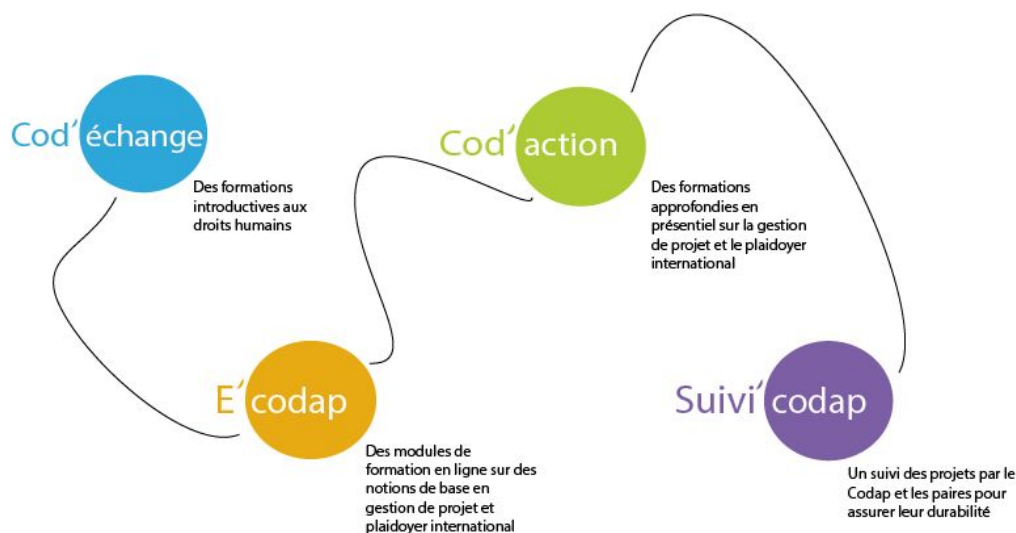 Cod'échange
Des formations
introductives aux
droits humains
E'codap
Des modules de
formation en ligne sur des
notions de base en
gestion de projet et
plaidoyer international
Cod'action
Des formations
approfondies en
présentiel sur la gestion
de projet et le plaidoyer
international
Suivi'codap
Un suivi des projets par le
Codap et les paires pour
assurer leur durabilité